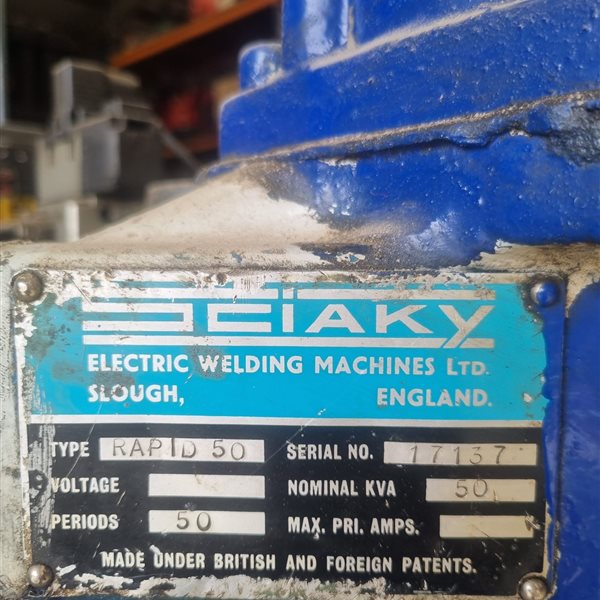 SCIAKY
ELECTRIC WELDING MACHINES LTD.
SLOUGH, ENGLAND.
TYPE RAPID 50 SERIAL NO. 17137
VOLTAGE NOMINAL KVA 50
PERIODS 50 MAX. PRI. AMPS.
MADE UNDER BRITISH AND FOREIGN PATENTS.